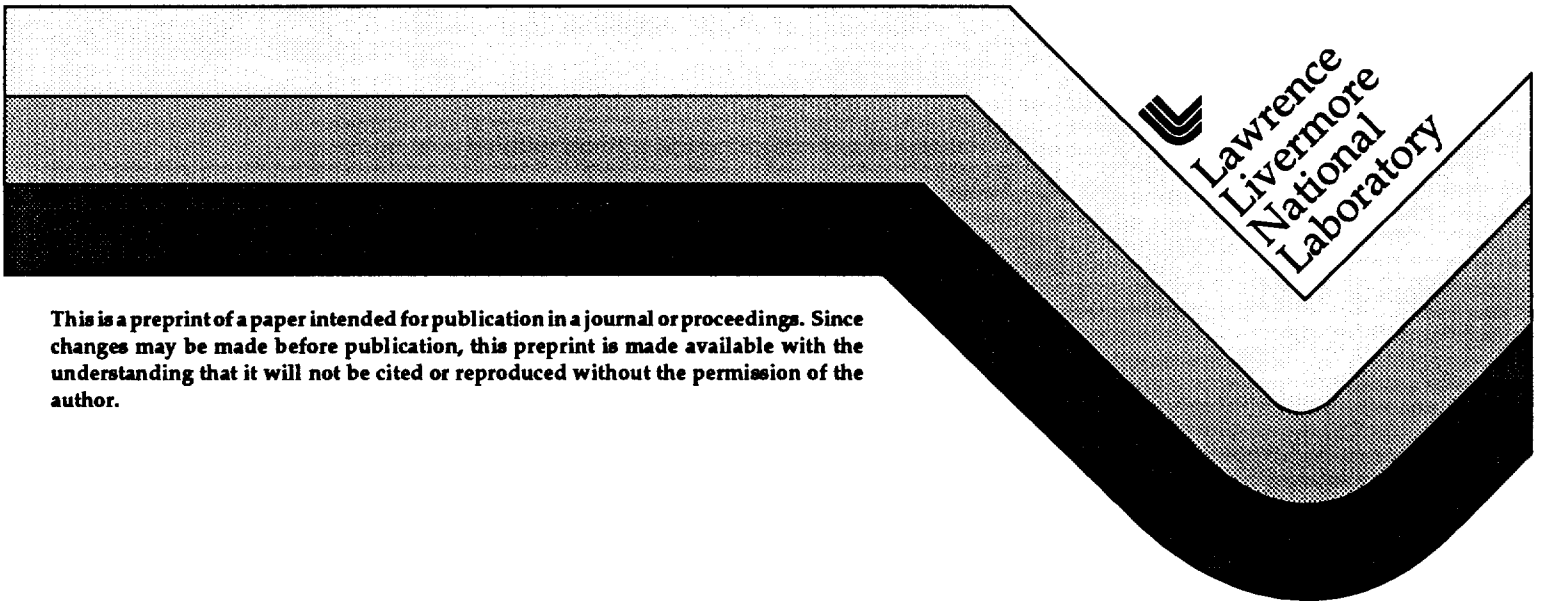 Lawrence
Livermore
National
Laboratory
This is a preprint of a paper intended for publication in a journal or proceedings. Since
changes may be made before publication, this preprint is made available with the
understanding that it will not be cited or reproduced without the permission of the
author.